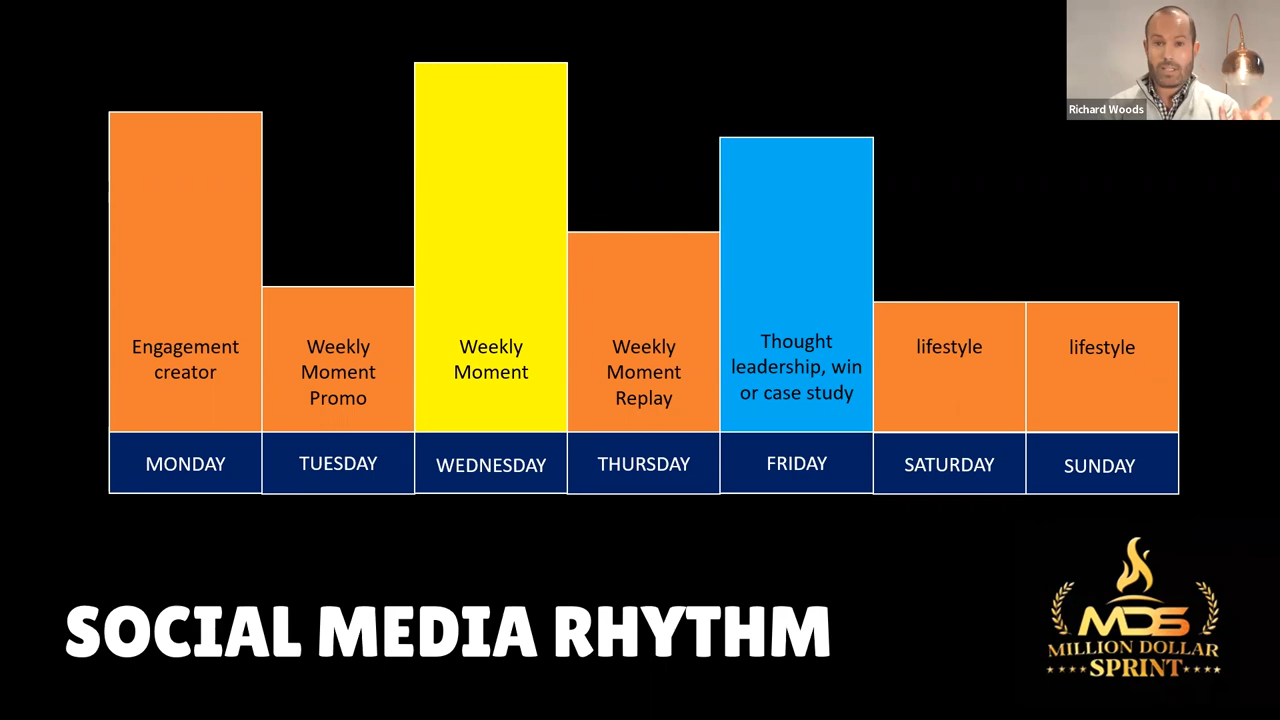 Richard Woods
Engagement
creator
Weekly
Moment
Promo
Weekly
Moment
Weekly
Moment
Replay
Thought
leadership, win
or case study
lifestyle
lifestyle
MONDAY
TUESDAY
WEDNESDAY
THURSDAY
FRIDAY
SATURDAY
SUNDAY
SOCIAL MEDIA RHYTHM
MDS
MILLION DOLLAR
SPRINT